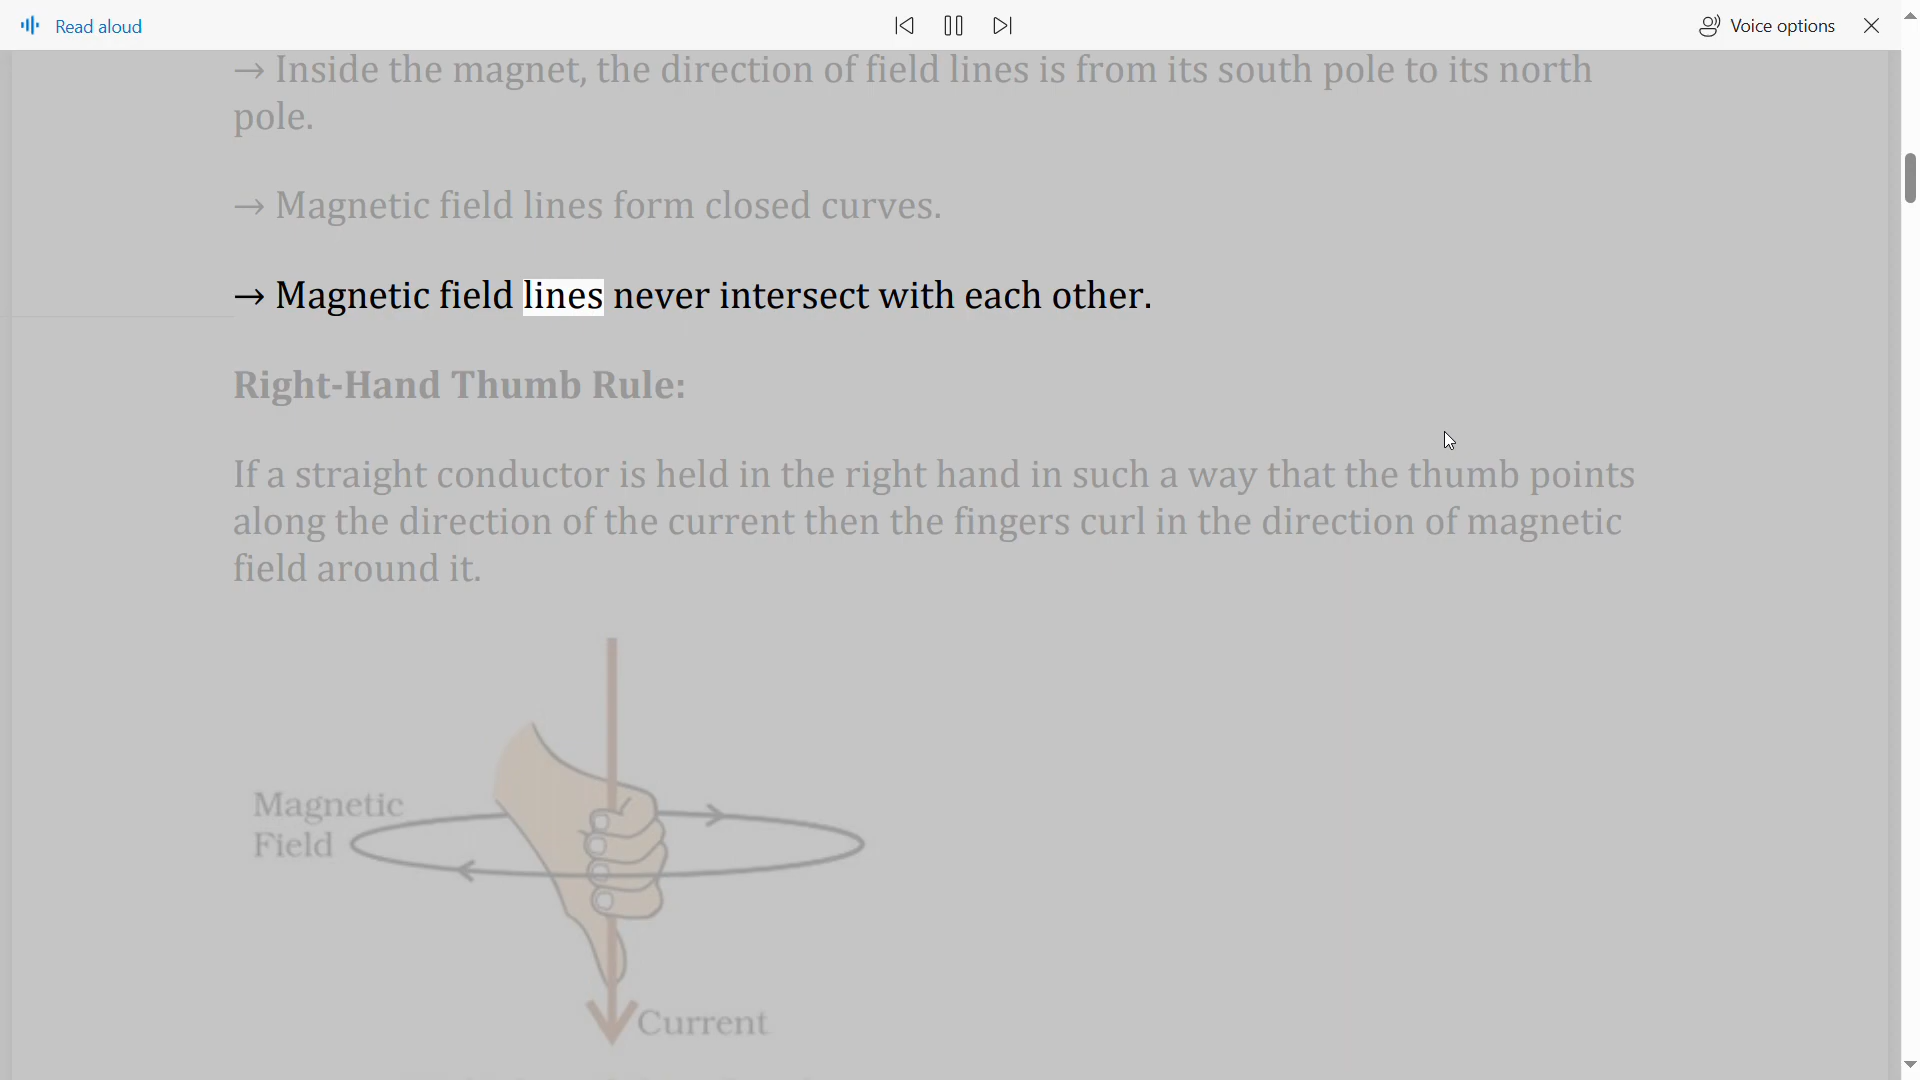 Read aloud
Voice options
→ Inside the magnet, the direction of field lines is from its south pole to its north
pole.
→ Magnetic field lines form closed curves.
→ Magnetic field lines never intersect with each other.
Right-Hand Thumb Rule:
If a straight conductor is held in the right hand in such a way that the thumb points
along the direction of the current then the fingers curl in the direction of magnetic
field around it.
Magnetic
Field
Current